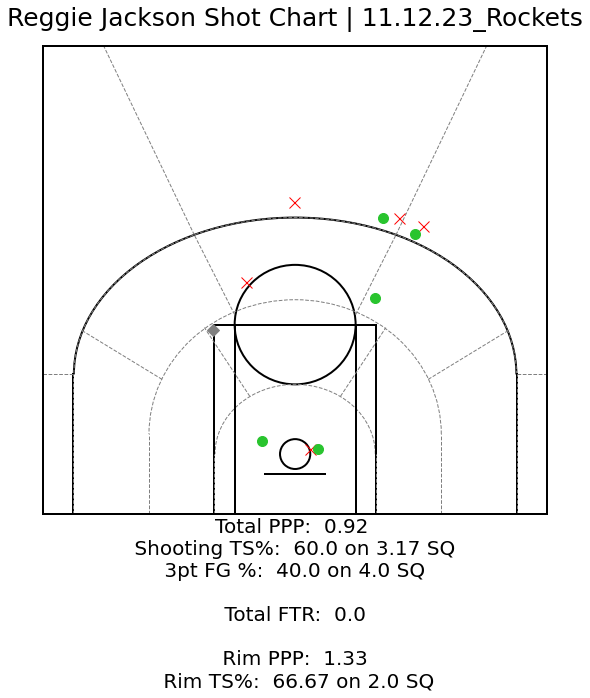 Reggie Jackson Shot Chart | 11.12.23_Rockets
Total PPP:  0.92
Shooting TS%:  60.0 on 3.17 SQ
3pt FG %:  40.0 on 4.0 SQ
Total FTR:  0.0
Rim PPP:  1.33
Rim TS%:  66.67 on 2.0 SQ